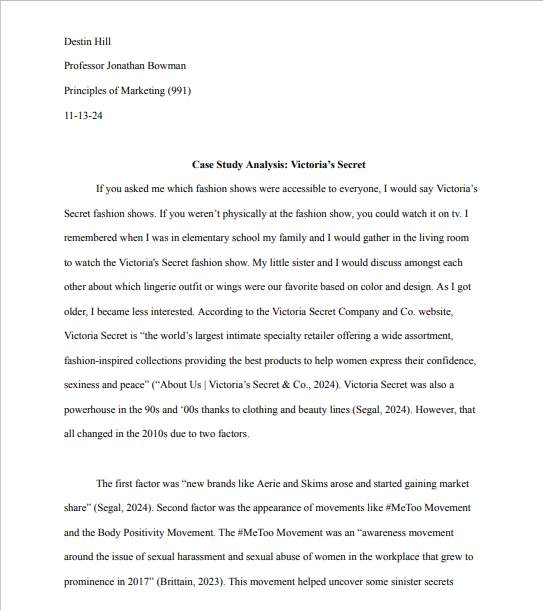 Destin Hill
Professor Jonathan Bowman
Principles of Marketing (991)
11-13-24
Case Study Analysis: Victoria's Secret
If you asked me which fashion shows were accessible to everyone, I would say Victoria's
Secret fashion shows. If you weren't physically at the fashion show, you could watch it on tv. I
remembered when I was in elementary school my family and I would gather in the living room
to watch the Victoria's Secret fashion show. My little sister and I would discuss amongst each
other about which lingerie outfit or wings were our favorite based on color and design. As I got
older, I became less interested. According to the Victoria Secret Company and Co. website,
Victoria Secret is “the world's largest intimate specialty retailer offering a wide assortment,
fashion-inspired collections providing the best products to help women express their confidence,
sexiness and peace” (“About Us | Victoria's Secret & Co., 2024). Victoria Secret was also a
powerhouse in the 90s and ‘00s thanks to clothing and beauty lines (Segal, 2024). However, that
all changed in the 2010s due to two factors.
The first factor was “new brands like Aerie and Skims arose and started gaining market
share” (Segal, 2024). Second factor was the appearance of movements like #MeToo Movement
and the Body Positivity Movement. The #MeToo Movement was an “awareness movement
around the issue of sexual harassment and sexual abuse of women in the workplace that grew to
prominence in 2017” (Brittain, 2023). This movement helped uncover some sinister secrets